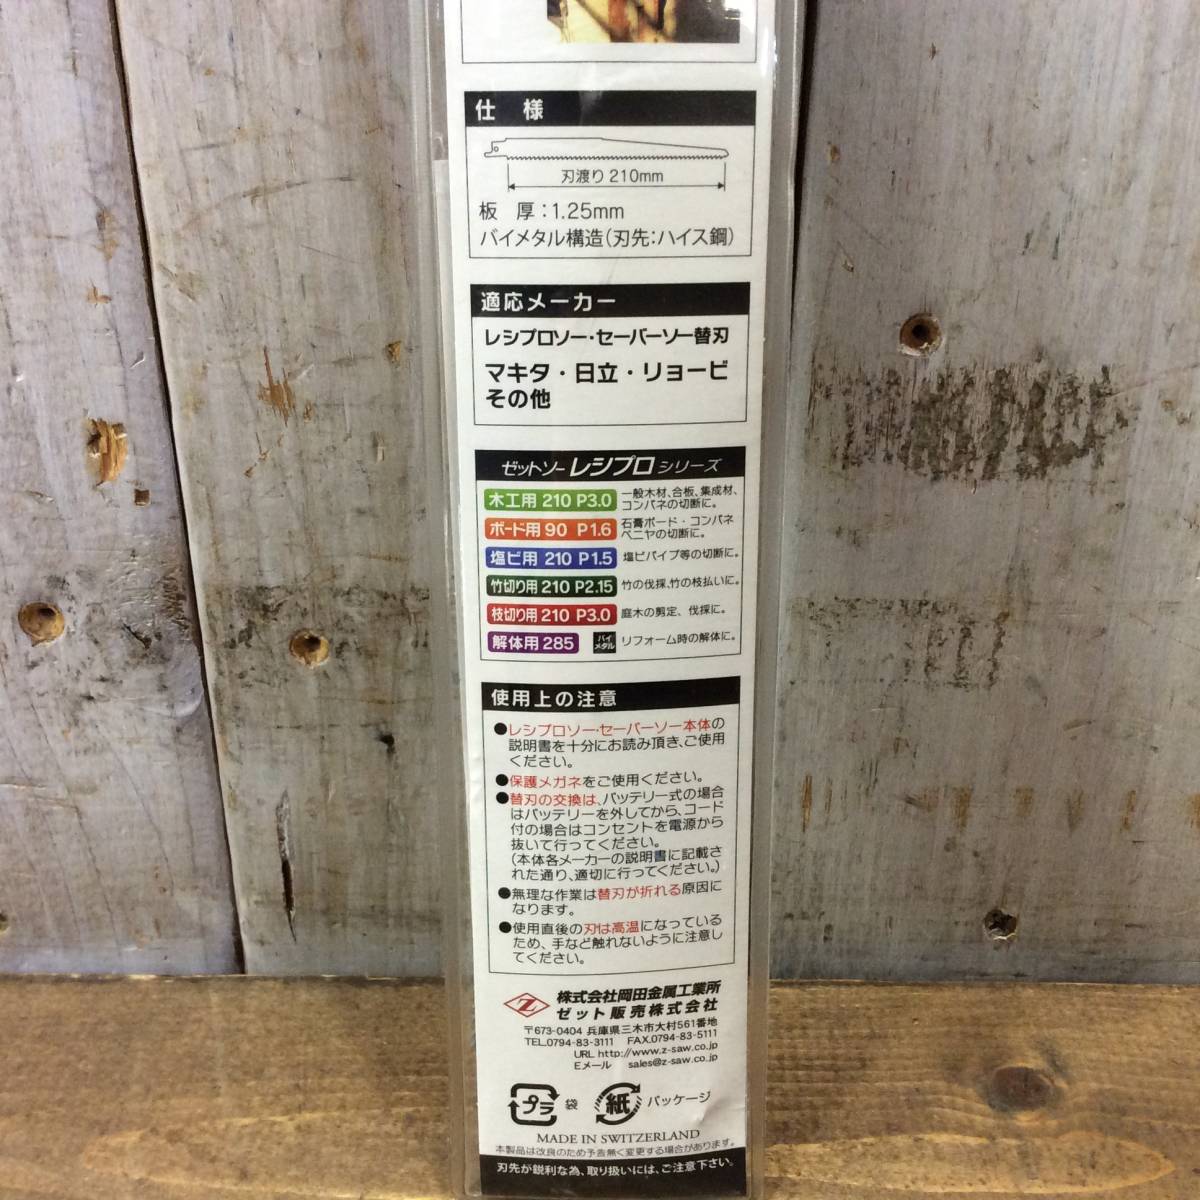 仕 様
刃渡り 210mm
板 厚：1.25mm
バイメタル構造（刃先：ハイス鋼）
適応メーカー
レシプロソー・セーバーソー替刃
マキタ・日立・リョービ
その他
ゼットソー レシプロ シリーズ
木工用 210 P3.0 一般木材、合板、集成材、
コンパネの切断に。
ボード用 90 P1.6 石膏ボード・コンパネ
ベニヤの切断に。
塩ビ用 210 P1.5 塩ビパイプ等の切断に。
竹切り用 210 P2.15 竹の伐採、竹の枝払いに。
枝切り用 210 P3.0 庭木の剪定、伐採に。
解体用 285 バイメタル リフォーム時の解体に。
使用上の注意
●レシプロソー・セーバーソー本体の
説明書を十分にお読み頂き、ご使用
ください。
●保護メガネをご使用ください。
●替刃の交換は、バッテリー式の場合
はバッテリーを外してから、コード
付の場合はコンセントを電源から
抜いて行ってください。
（本体各メーカーの説明書に記載さ
れた通り、適切に行ってください。）
●無理な作業は替刃が折れる原因に
なります。
●使用直後の刃は高温になっている
ため、手など触れないように注意し
てください。
Z
株式会社岡田金属工業所
ゼット販売株式会社
〒673-0404 兵庫県三木市大村561番地
TEL.0794-83-3111 FAX.0794-83-5111
URL http://www.z-saw.co.jp
Eメール sales@z-saw.co.jp
プラ 袋 紙 パッケージ
MADE IN SWITZERLAND
本製品は改良のため予告無く変更する場合があります。
刃先が鋭利な為、取り扱いには、ご注意下さい。